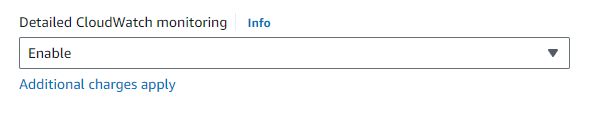 Detailed CloudWatch monitoring Info
Enable
Additional charges apply